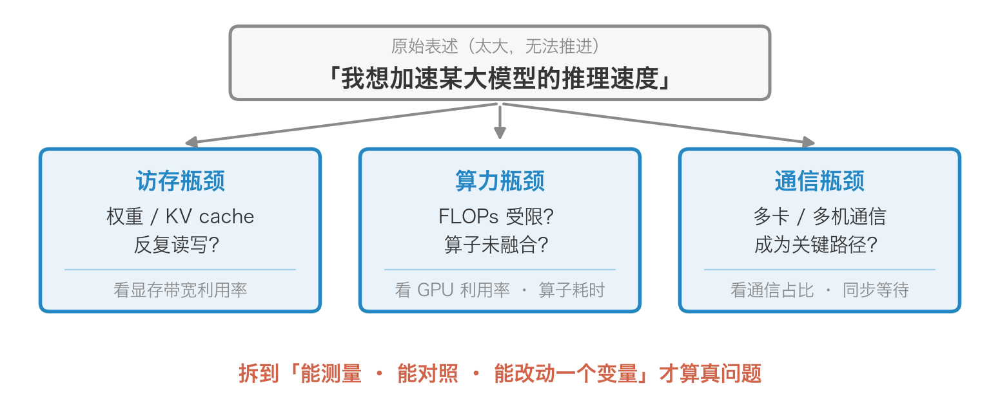 原始表述（太大，无法推进）
「我想加速某大模型的推理速度」
访存瓶颈
权重 / KV cache
反复读写？
看显存带宽利用率
算力瓶颈
FLOPs 受限？
算子未融合？
看 GPU 利用率 · 算子耗时
通信瓶颈
多卡 / 多机通信
成为关键路径？
看通信占比 · 同步等待
拆到「能测量 · 能对照 · 能改动一个变量」才算真问题